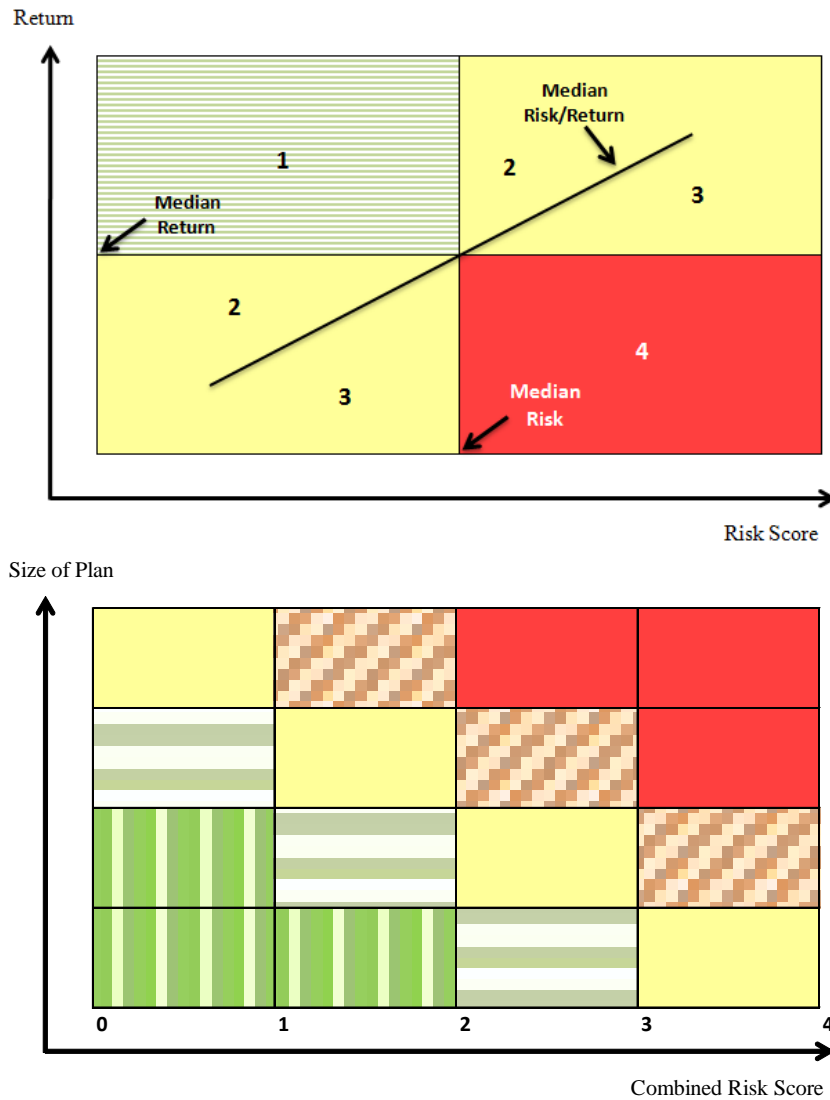 Return
Median
Risk/Return
1
2
3
Median
Return
2
4
3
Median
Risk
Risk Score
Size of Plan
0 1 2 3 4
Combined Risk Score